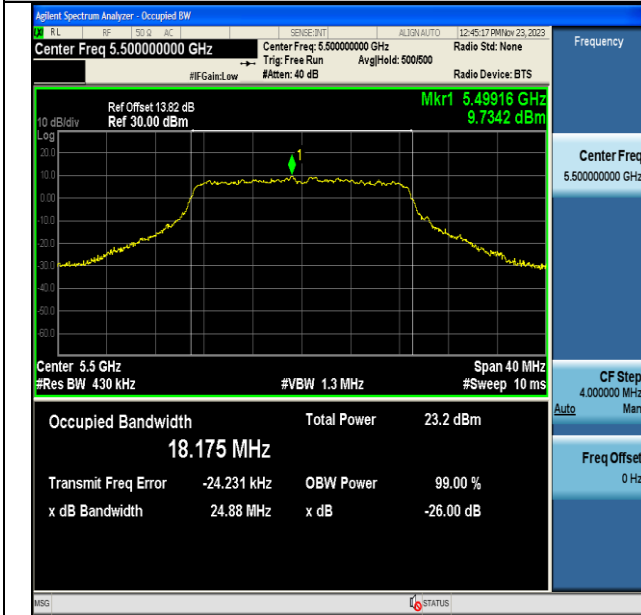 Agilent Spectrum Analyzer - Occupied BW
RL RF 50 Ω AC SENSE:INT ALIGN AUTO 12:45:17 PM Nov 23, 2023
Center Freq 5.500000000 GHz
Center Freq: 5.500000000 GHz
Radio Std: None
Trig: Free Run Avg|Hold: 500/500
#IFGain:Low #Atten: 40 dB Radio Device: BTS
Frequency
Ref Offset 13.82 dB
Mkr1 5.49916 GHz
10 dB/div Ref 30.00 dBm 9.7342 dBm
Log
20.0
10.0
0.00
-10.0
-20.0
-30.0
-40.0
-50.0
-60.0
1
Center Freq
5.500000000 GHz
Center 5.5 GHz Span 40 MHz
#Res BW 430 kHz #VBW 1.3 MHz #Sweep 10 ms
CF Step
4.000000 MHz
Auto Man
Occupied Bandwidth Total Power 23.2 dBm
18.175 MHz
Transmit Freq Error -24.231 kHz OBW Power 99.00 %
x dB Bandwidth 24.88 MHz x dB -26.00 dB
Freq Offset
0 Hz
MSG STATUS